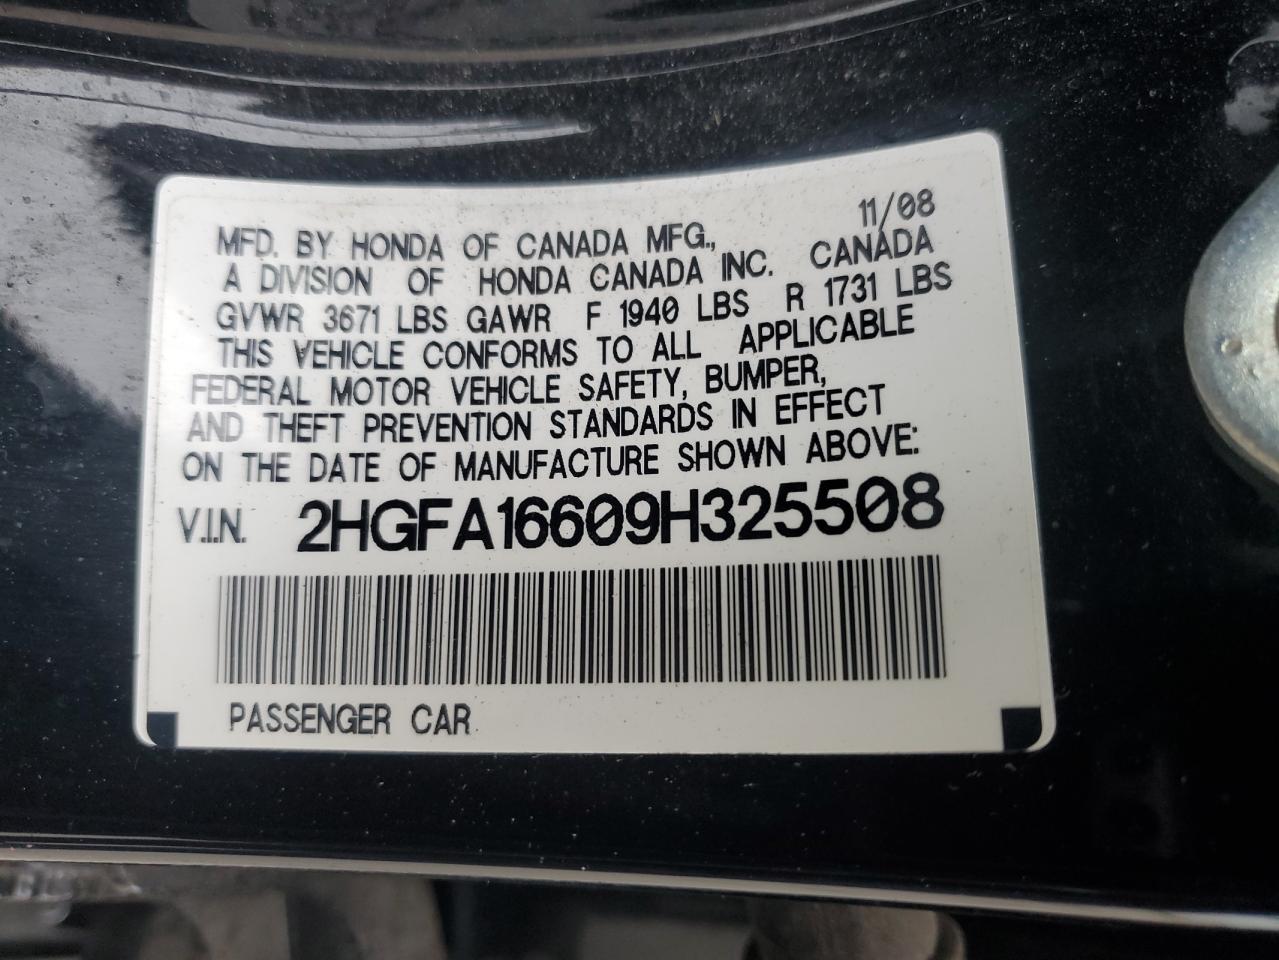 11/08
MFD. BY HONDA OF CANADA MFG.,
A DIVISION OF HONDA CANADA INC. CANADA
GVWR 3671 LBS GAWR F 1940 LBS R 1731 LBS
THIS VEHICLE CONFORMS TO ALL APPLICABLE
FEDERAL MOTOR VEHICLE SAFETY, BUMPER,
AND THEFT PREVENTION STANDARDS IN EFFECT
ON THE DATE OF MANUFACTURE SHOWN ABOVE:
V.I.N. 2HGFA16609H325508
PASSENGER CAR